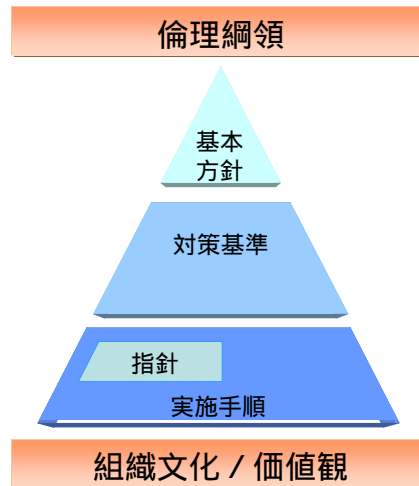 倫理綱領
基本
方針
対策基準
指針
実施手順
組織文化 / 価値観